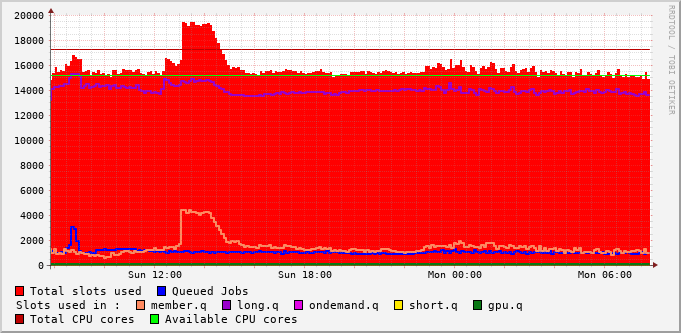 RRDTOOL / TOBI OETIKER
20000
18000
16000
14000
12000
10000
8000
6000
4000
2000
0
Sun 12:00 Sun 18:00 Mon 00:00 Mon 06:00
Total slots used Queued Jobs
Slots used in : member.q long.q ondemand.q short.q gpu.q
Total CPU cores Available CPU cores